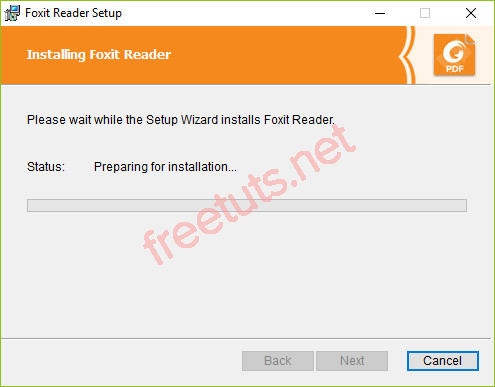 Foxit Reader Setup
Installing Foxit Reader
PDF
Please wait while the Setup Wizard installs Foxit Reader.
Status: Preparing for installation...
freetuts.net
Back Next Cancel